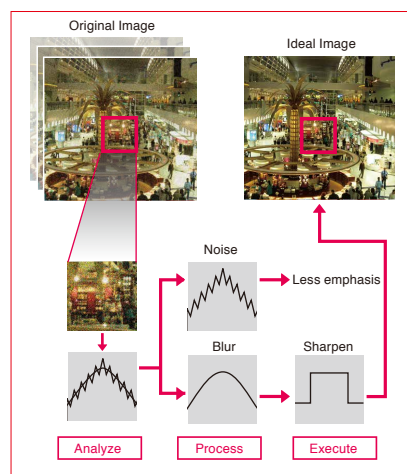 Original Image
Ideal Image
Noise
Less emphasis
Blur
Sharpen
Analyze
Process
Execute